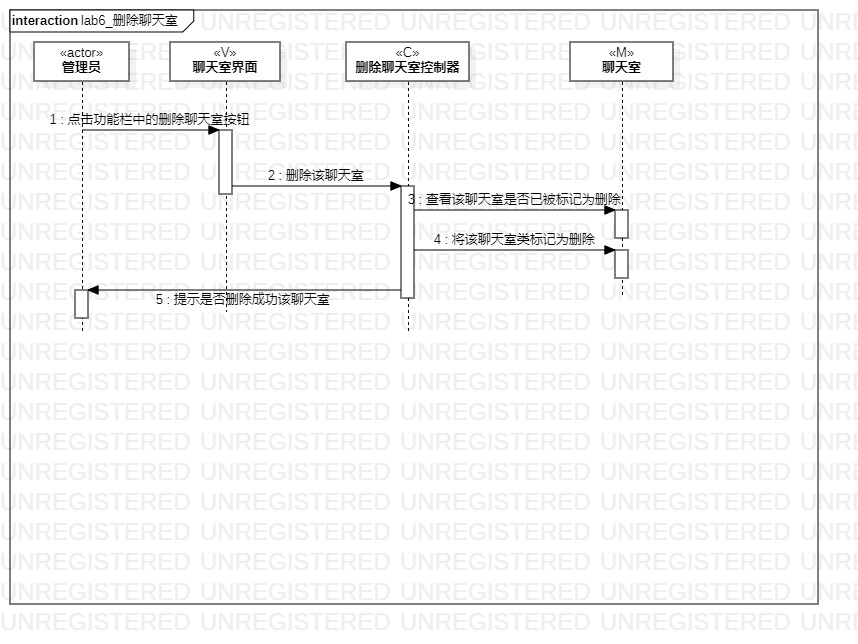 interaction lab6_删除聊天室
«actor»
管理员
«V»
聊天室界面
«C»
删除聊天室控制器
«M»
聊天室
1 : 点击功能栏中的删除聊天室按钮
2 : 删除该聊天室
3 : 查看该聊天室是否已被标记为删除
4 : 将该聊天室类标记为删除
5 : 提示是否删除成功该聊天室
UNREGISTERED UNREGISTERED UNREGISTERED UNREGISTERED